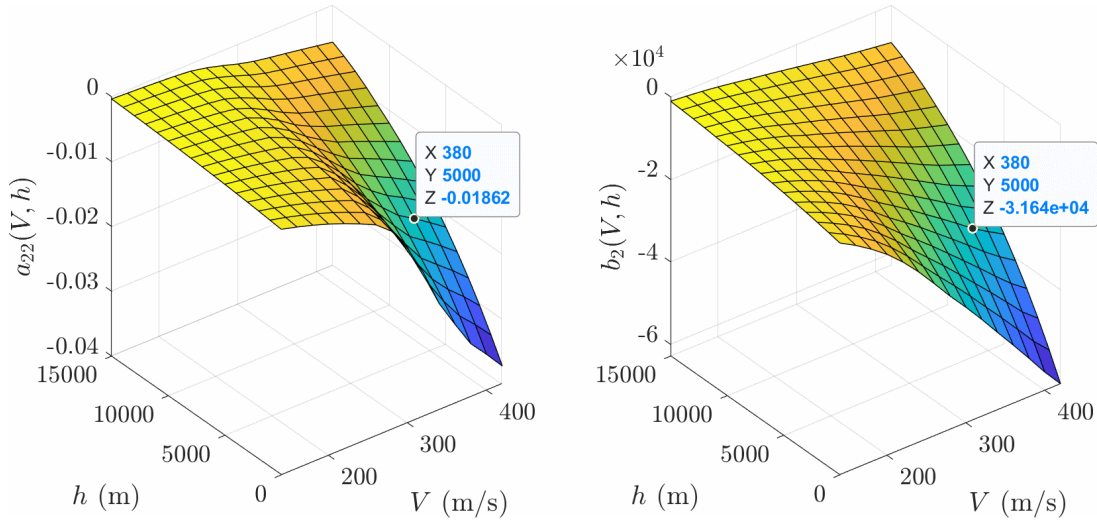 0
-0.01
-0.02
-0.03
-0.04
a₂₂(V, h)
15000
10000
5000
0
h (m)
200
300
400
V (m/s)
X 380
Y 5000
Z -0.01862
×10⁴
0
-2
-4
-6
b₂(V, h)
15000
10000
5000
0
h (m)
200
300
400
V (m/s)
X 380
Y 5000
Z -3.164e+04